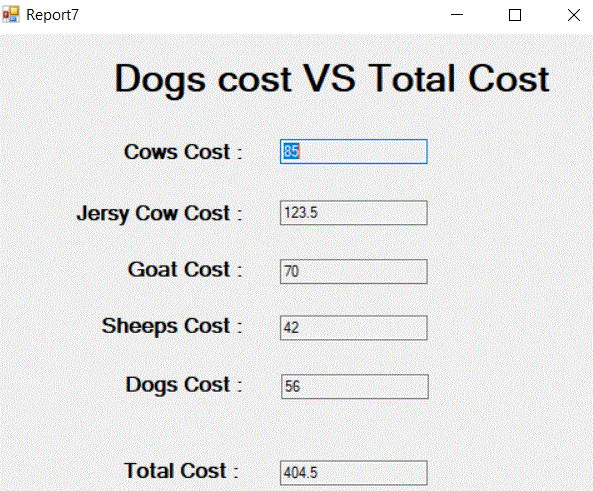 Report7
Dogs cost VS Total Cost
Cows Cost : 85
Jersy Cow Cost : 123.5
Goat Cost : 70
Sheeps Cost : 42
Dogs Cost : 56
Total Cost : 404.5